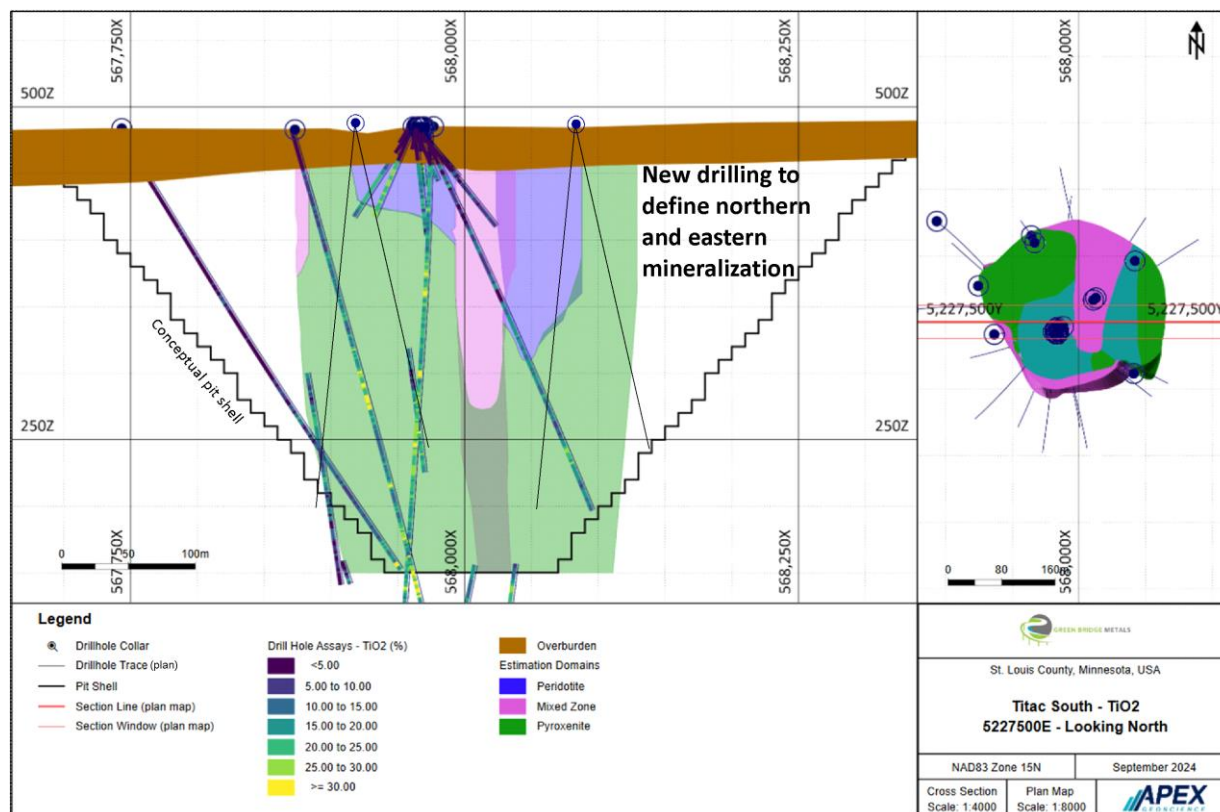 567,750X
568,000X
568,250X
500Z
500Z
New drilling to
define northern
and eastern
mineralization
Conceptual pit shell
250Z
250Z
0 50 100m
567,750X
568,000X
568,250X
N
568,000X
5,227,500Y
5,227,500Y
568,000X
0 80 160m
Legend
Drillhole Collar
Drillhole Trace (plan)
Pit Shell
Section Line (plan map)
Section Window (plan map)
Drill Hole Assays - TiO2 (%)
<5.00
5.00 to 10.00
10.00 to 15.00
15.00 to 20.00
20.00 to 25.00
25.00 to 30.00
>= 30.00
Overburden
Estimation Domains
Peridotite
Mixed Zone
Pyroxenite
GREEN BRIDGE METALS
St. Louis County, Minnesota, USA
Titac South - TiO2
5227500E - Looking North
NAD83 Zone 15N
September 2024
Cross Section
Scale: 1:4000
Plan Map
Scale: 1:8000
APEX
GEOSCIENCE